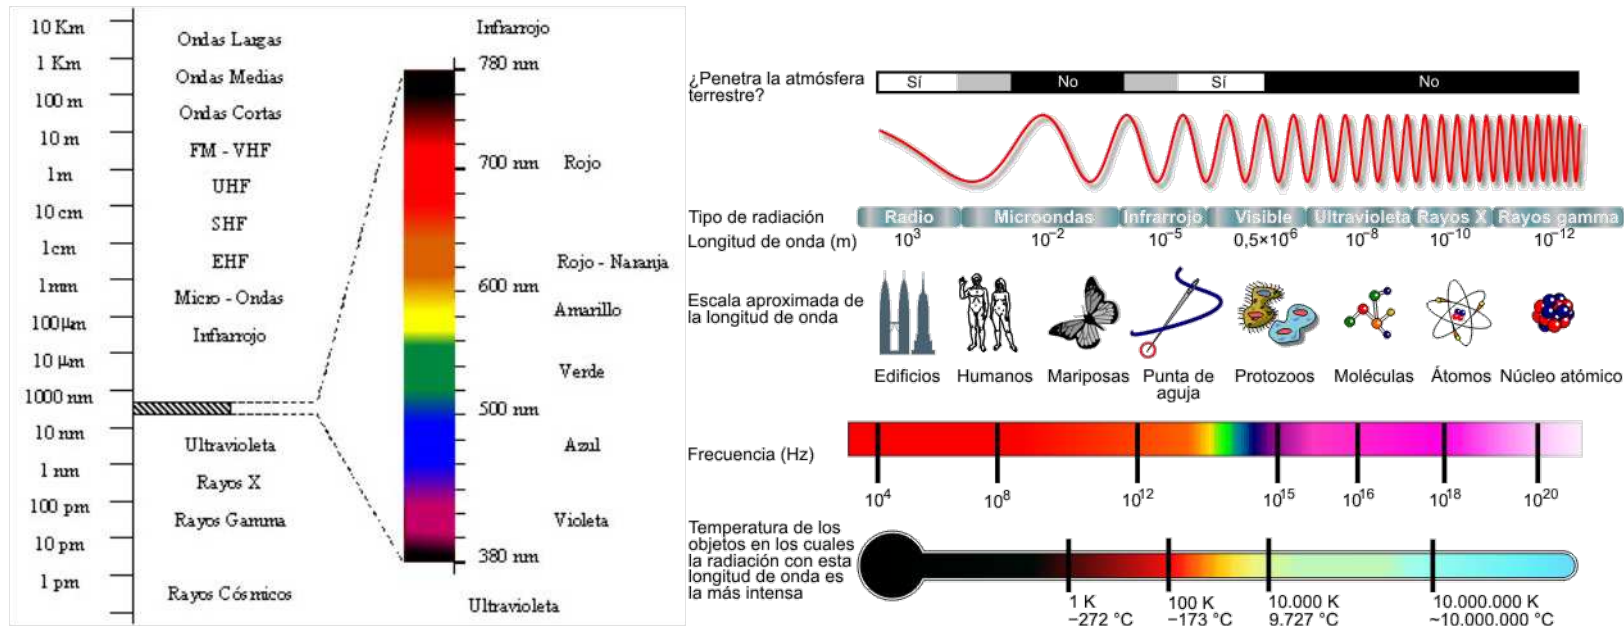 10 Km
1 Km
100 m
10 m
1m
10 cm
1cm
1mm
100μm
10 μm
1000 nm
10 nm
1 nm
100 pm
10 pm
1 pm
Ondas Largas
Ondas Medias
Ondas Cortas
FM - VHF
UHF
SHF
EHF
Micro - Ondas
Infrarrojo
Ultravioleta
Rayos X
Rayos Gamma
Rayos Cósmicos
Infrarrojo
780 nm
700 nm
Rojo
Rojo - Naranja
600 nm
Amarillo
Verde
500 nm
Azul
Violeta
380 nm
Ultravioleta
¿Penetra la atmósfera
terrestre?
Sí No Sí No
Tipo de radiación
Radio Microondas Infrarrojo Visible Ultravioleta Rayos X Rayos gamma
Longitud de onda (m)
10³ 10⁻² 10⁻⁵ 0,5×10⁶ 10⁻⁸ 10⁻¹⁰ 10⁻¹²
Escala aproximada de
la longitud de onda
Edificios Humanos Mariposas Punta de
aguja
Protozoos Moléculas Átomos Núcleo atómico
Frecuencia (Hz)
10⁴ 10⁸ 10¹² 10¹⁵ 10¹⁶ 10¹⁸ 10²⁰
Temperatura de los
objetos en los cuales
la radiación con esta
longitud de onda es
la más intensa
1 K 100 K 10.000 K 10.000.000 K
−272 °C −173 °C 9.727 °C ~10.000.000 °C